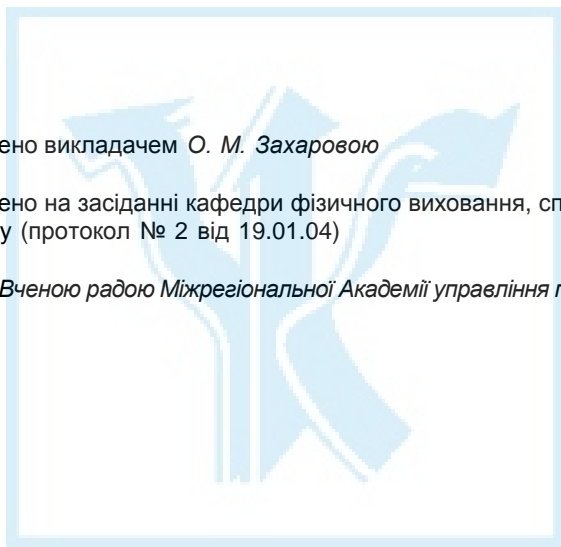 ено викладачем О. М. Захаровою
ено на засіданні кафедри фізичного виховання, сп
у (протокол № 2 від 19.01.04)
Вченою радою Міжрегіональної Академії управління п